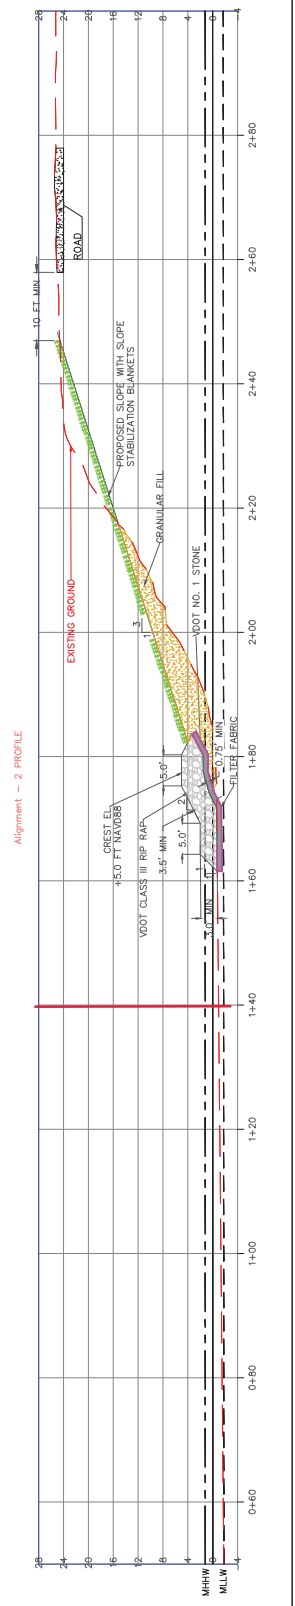 Alignment - 2 PROFILE
28
24
20
16
12
8
4
0
-4
MHHW
MLLW
0+60
0+80
1+00
1+20
1+40
1+60
1+80
2+00
2+20
2+40
2+60
2+80
28
24
20
16
12
8
4
0
-4
CREST EL
+5.0 FT NAVD88
VDOT CLASS III RIP RAP
3.5' MIN
5.0'
5.0'
2
1
3.0 MIN
0.75' MIN
FILTER FABRIC
VDOT NO. 1 STONE
GRANULAR FILL
3
1
EXISTING GROUND
PROPOSED SLOPE WITH SLOPE
STABILIZATION BLANKETS
10 FT MIN
ROAD